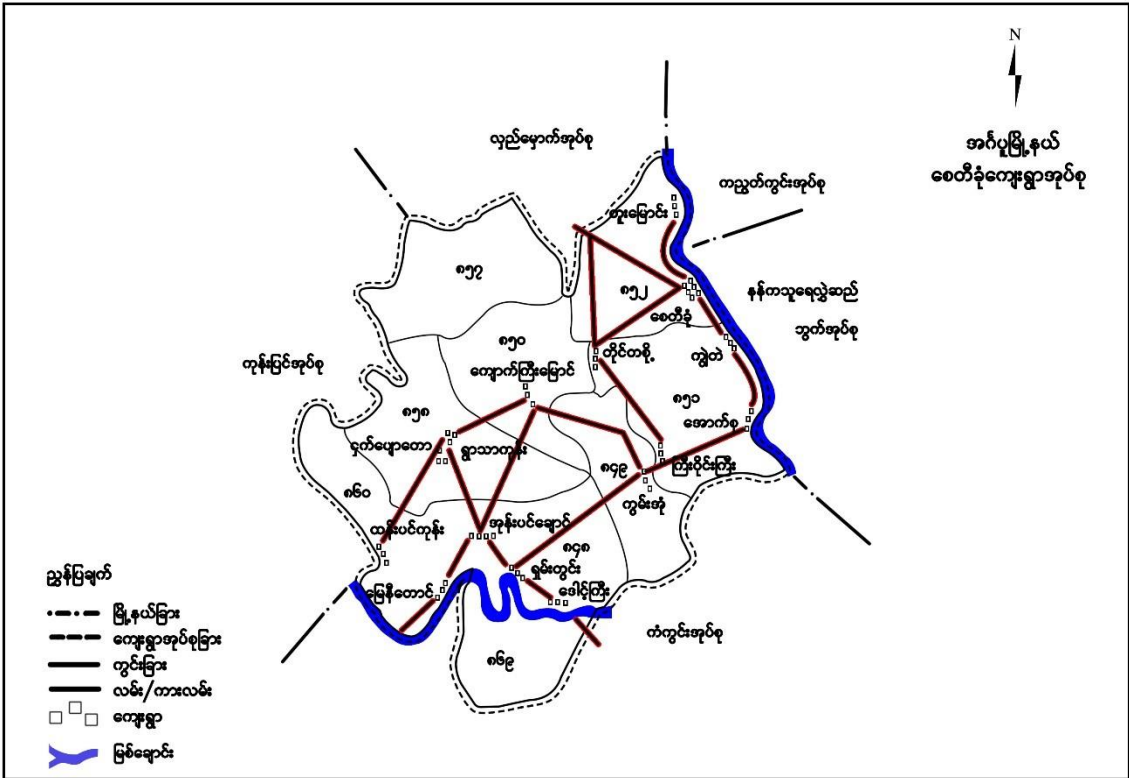 N
အင်္ဂပူမြို့နယ်
စေတီခုံကျေးရွာအုပ်စု
လှည်မှောက်အုပ်စု
ကညွတ်ကွင်းအုပ်စု
ဘူးမြောင်း
၈၅၇
၈၅၂
နန်ကသူရေလွှဲဆည်
စေတီခုံ
ဘွက်အုပ်စု
၈၅၀
တိုင်တစို့
ကျွဲတဲ
ကုန်းပြင်အုပ်စု
ကျောက်ကြီးမြောင်
၈၅၁
၈၅၈
အောက်စု
ငှက်ပျောတော
ရွာသာကုန်း
၈၄၉
ကြီးဝိုင်းကြီး
၈၆၀
ကွမ်းအုံ
ထန်းပင်ကုန်း
အုန်းပင်ချောင်
၈၄၈
ရှမ်းတွင်း
ဒေါင့်ကြီး
မြေနီတောင်
ကံကွင်းအုပ်စု
၈၆၉
ညွှန်ပြချက်
မြို့နယ်ခြား
ကျေးရွာအုပ်စုခြား
ကွင်းခြား
လမ်း/ကားလမ်း
ကျေးရွာ
မြစ်ချောင်း